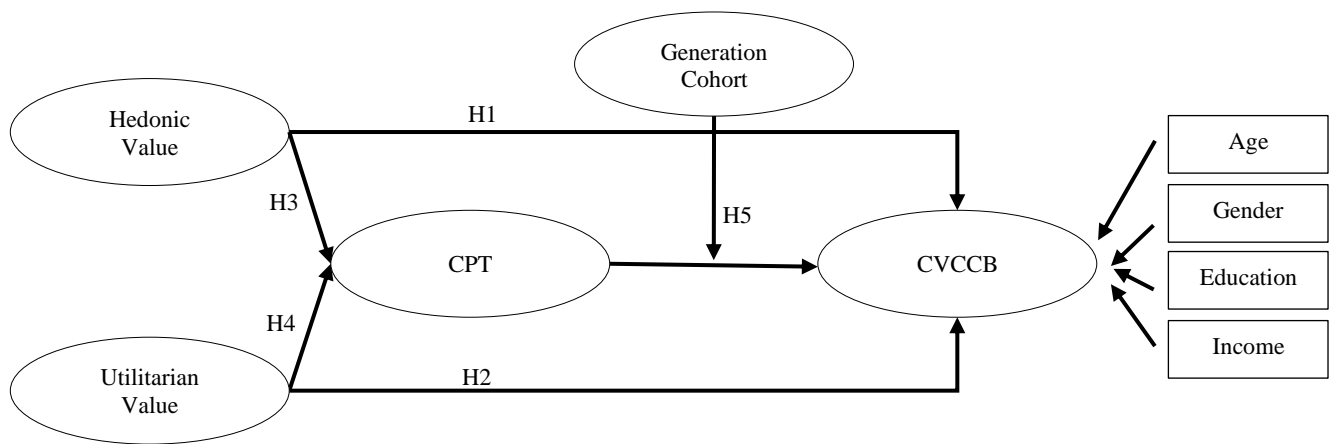 Generation
Cohort
Hedonic
Value
H1
Age
H3
H5
Gender
CPT
CVCCB
Education
H4
Income
Utilitarian
Value
H2